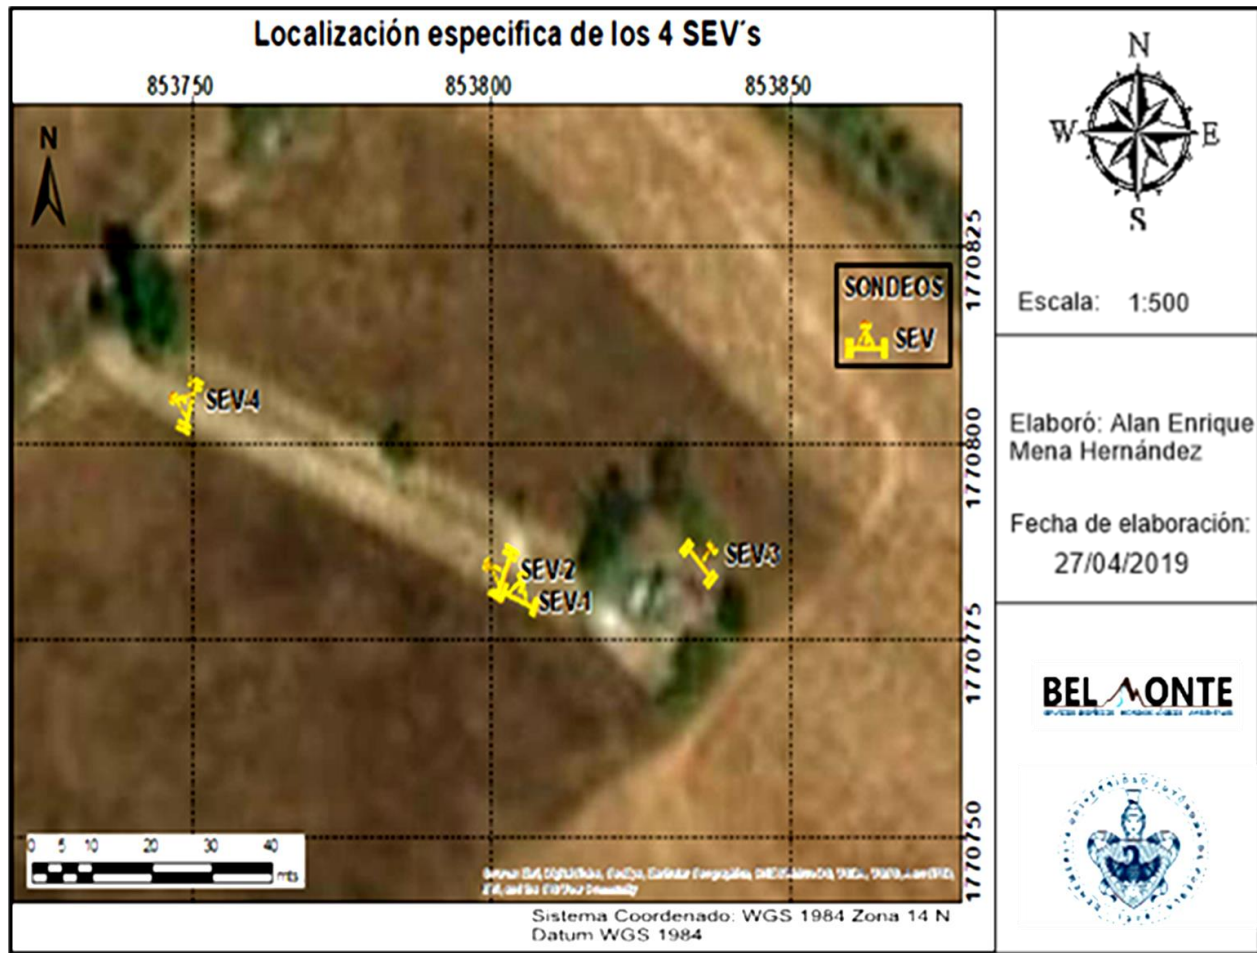 Localización especifica de los 4 SEV´s
853750 853800 853850
N
1770825
1770800
1770775
1770750
SONDEOS
SEV
SEV-4
SEV-2
SEV-1
SEV-3
0 5 10 20 30 40
mts
Sistema Coordenado: WGS 1984 Zona 14 N
Datum WGS 1984
N
W E
S
Escala: 1:500
Elaboró: Alan Enrique
Mena Hernández
Fecha de elaboración:
27/04/2019
BELMONTE